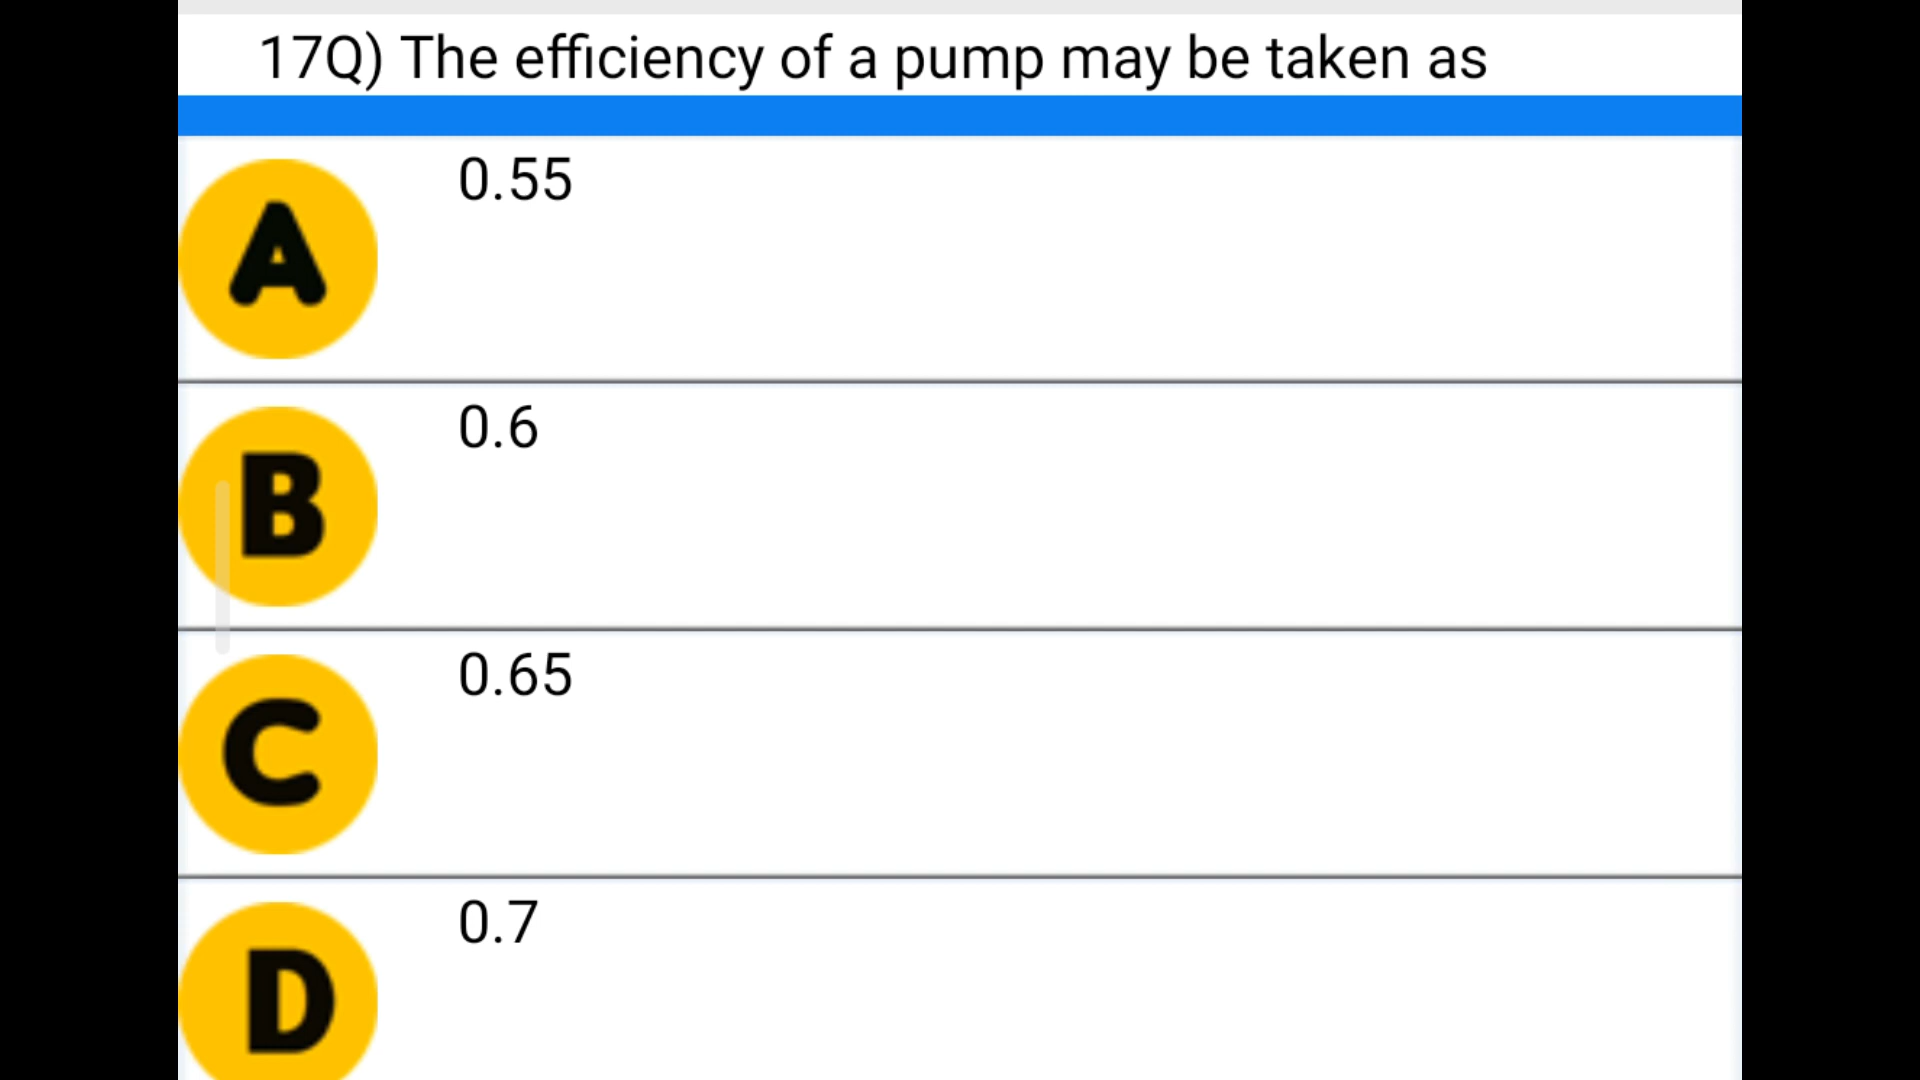 17Q) The efficiency of a pump may be taken as
A 0.55
B 0.6
C 0.65
D 0.7